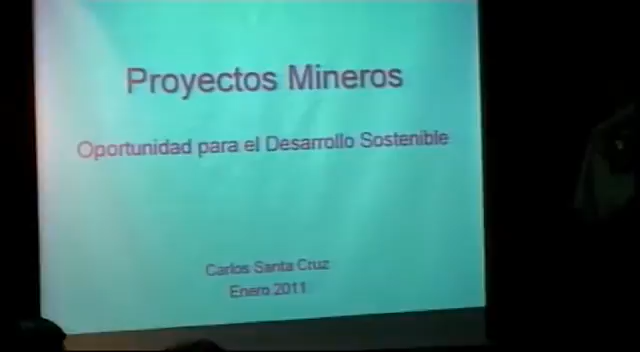 Proyectos Mineros
Oportunidad para el Desarrollo Sostenible
Carlos Santa Cruz
Enero 2011